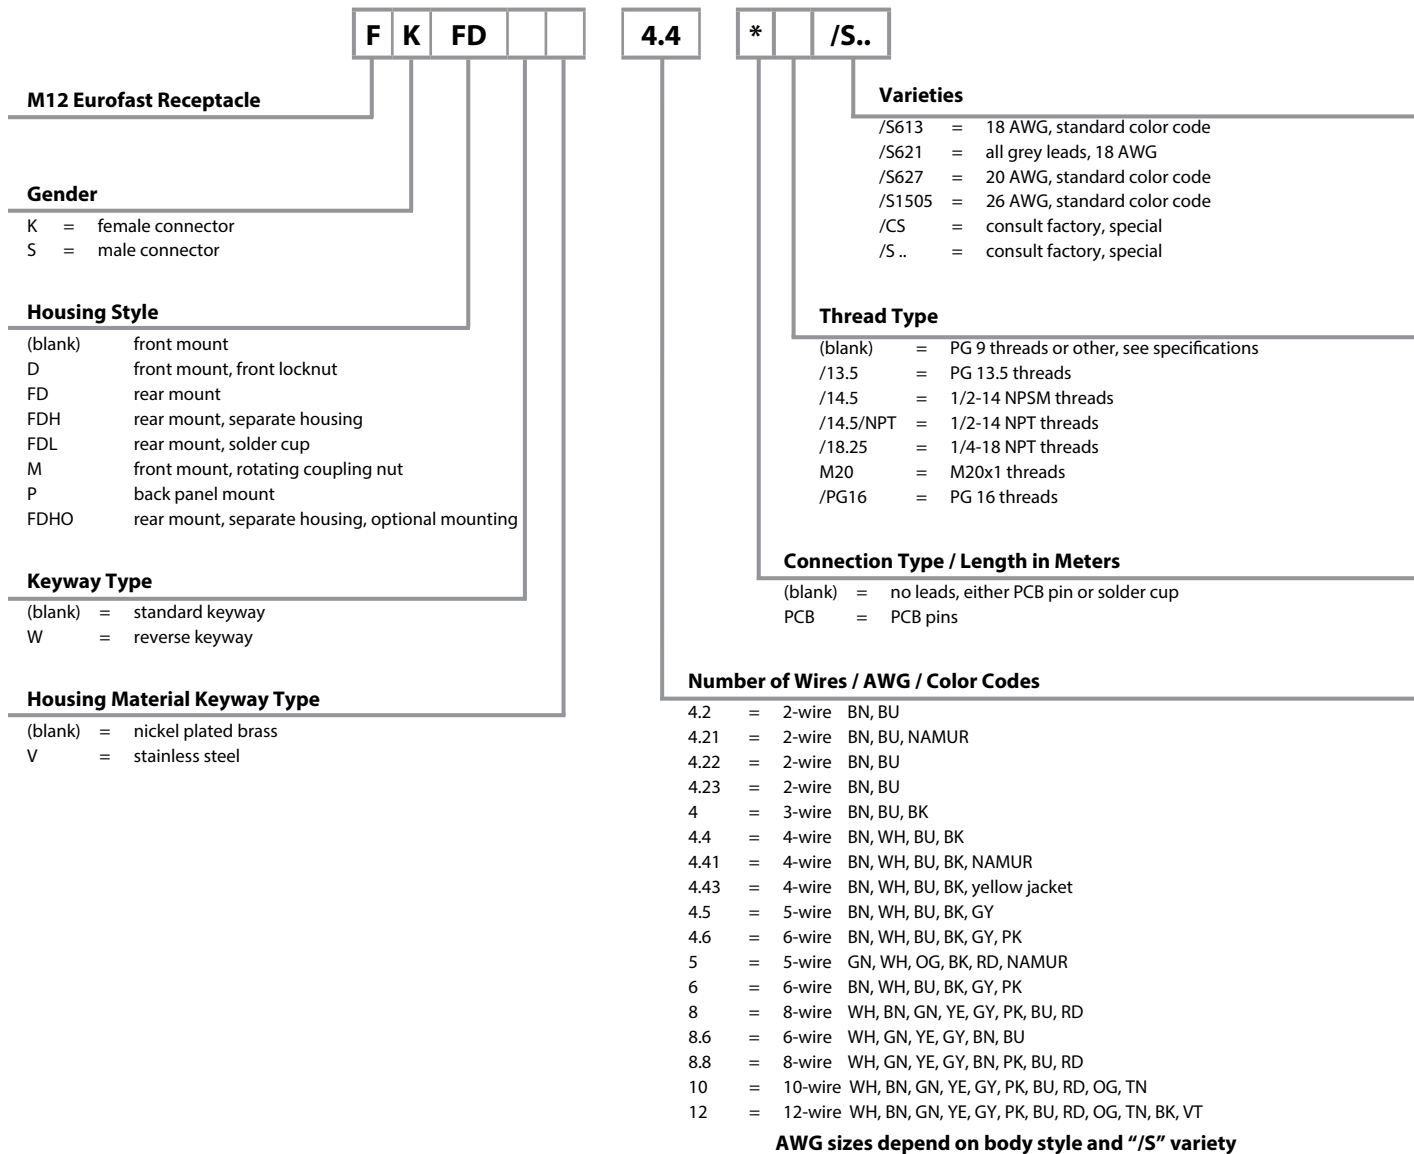 F K FD 4.4 * /S..
M12 Eurofast Receptacle
Gender
K = female connector
S = male connector
Housing Style
(blank) front mount
D front mount, front locknut
FD rear mount
FDH rear mount, separate housing
FDL rear mount, solder cup
M front mount, rotating coupling nut
P back panel mount
FDHO rear mount, separate housing, optional mounting
Keyway Type
(blank) = standard keyway
W = reverse keyway
Housing Material Keyway Type
(blank) = nickel plated brass
V = stainless steel
Varieties
/S613 = 18 AWG, standard color code
/S621 = all grey leads, 18 AWG
/S627 = 20 AWG, standard color code
/S1505 = 26 AWG, standard color code
/CS = consult factory, special
/S .. = consult factory, special
Thread Type
(blank) = PG 9 threads or other, see specifications
/13.5 = PG 13.5 threads
/14.5 = 1/2-14 NPSM threads
/14.5/NPT = 1/2-14 NPT threads
/18.25 = 1/4-18 NPT threads
M20 = M20x1 threads
/PG16 = PG 16 threads
Connection Type / Length in Meters
(blank) = no leads, either PCB pin or solder cup
PCB = PCB pins
Number of Wires / AWG / Color Codes
4.2 = 2-wire BN, BU
4.21 = 2-wire BN, BU, NAMUR
4.22 = 2-wire BN, BU
4.23 = 2-wire BN, BU
4 = 3-wire BN, BU, BK
4.4 = 4-wire BN, WH, BU, BK
4.41 = 4-wire BN, WH, BU, BK, NAMUR
4.43 = 4-wire BN, WH, BU, BK, yellow jacket
4.5 = 5-wire BN, WH, BU, BK, GY
4.6 = 6-wire BN, WH, BU, BK, GY, PK
5 = 5-wire GN, WH, OG, BK, RD, NAMUR
6 = 6-wire BN, WH, BU, BK, GY, PK
8 = 8-wire WH, BN, GN, YE, GY, PK, BU, RD
8.6 = 6-wire WH, GN, YE, GY, BN, BU
8.8 = 8-wire WH, GN, YE, GY, BN, PK, BU, RD
10 = 10-wire WH, BN, GN, YE, GY, PK, BU, RD, OG, TN
12 = 12-wire WH, BN, GN, YE, GY, PK, BU, RD, OG, TN, BK, VT
AWG sizes depend on body style and “/S” variety